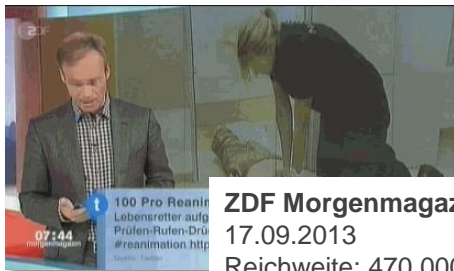 ZDF
100 Pro Reanim
Lebensretter aufg
Prüfen-Rufen-Drü
#reanimation http
Quelle: Twitter
07:44
morgenmagazin
ZDF Morgenmagaz
17.09.2013
Reichweite: 470.000